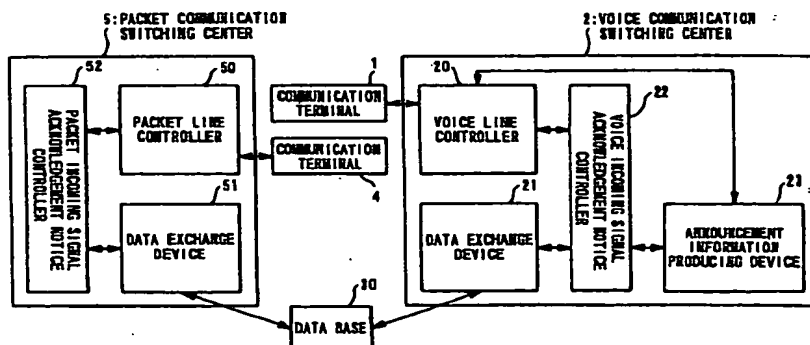 5:PACKET COMMUNICATION
SWITCHING CENTER
2:VOICE COMMUNICATION
SWITCHING CENTER
52
50
1
20
22
PACKET INCOMING SIGNAL
ACKNOWLEDGEMENT NOTICE
CONTROLLER
PACKET LINE
CONTROLLER
COMMUNICATION
TERMINAL
VOICE LINE
CONTROLLER
VOICE INCOMING SIGNAL
ACKNOWLEDGEMENT NOTICE
CONTROLLER
COMMUNICATION
TERMINAL
4
51
21
23
DATA EXCHANGE
DEVICE
DATA EXCHANGE
DEVICE
ANNOUNCEMENT
INFORMATION
PRODUCING DEVICE
30
DATA BASE